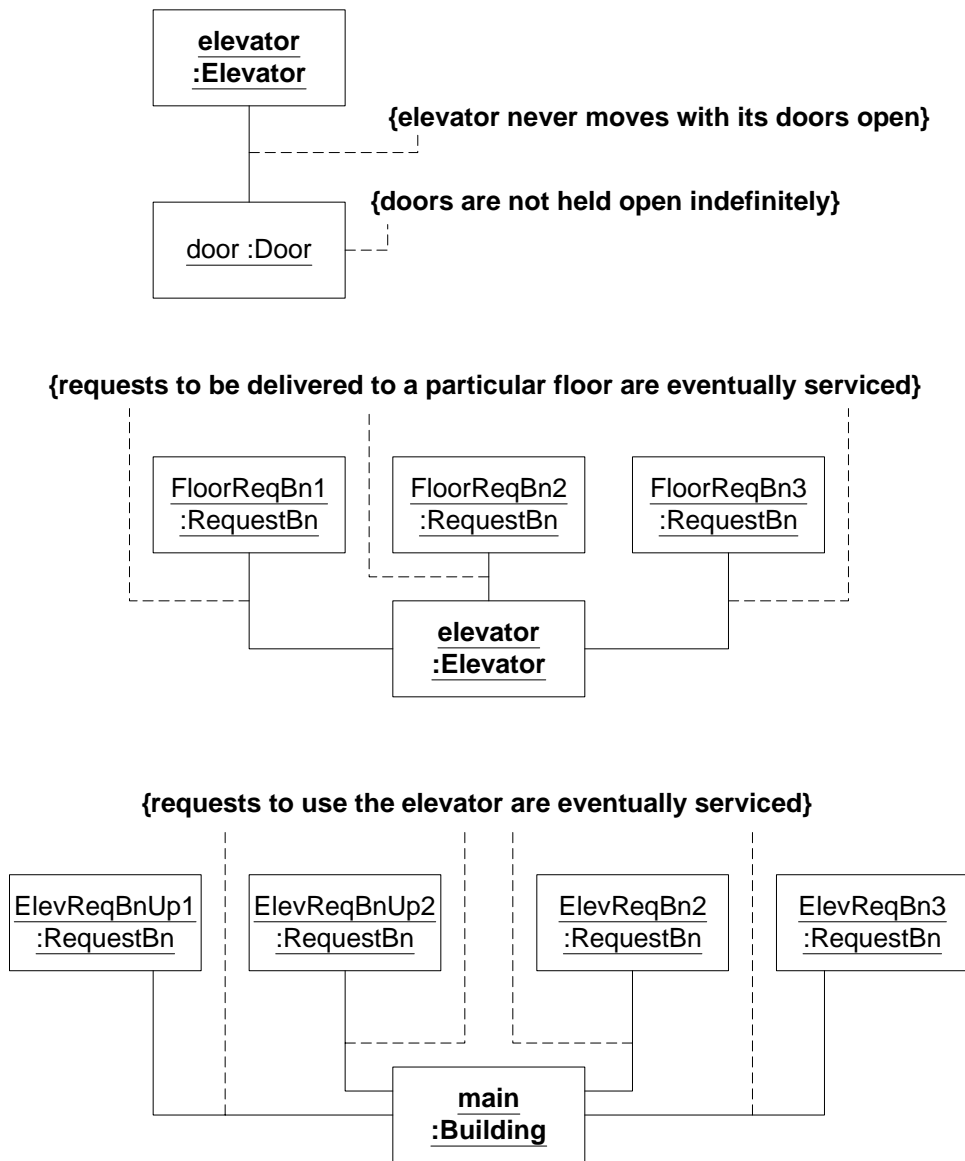 elevator
:Elevator
{elevator never moves with its doors open}
{doors are not held open indefinitely}
door :Door
{requests to be delivered to a particular floor are eventually serviced}
FloorReqBn1
:RequestBn
FloorReqBn2
:RequestBn
FloorReqBn3
:RequestBn
elevator
:Elevator
{requests to use the elevator are eventually serviced}
ElevReqBnUp1
:RequestBn
ElevReqBnUp2
:RequestBn
ElevReqBn2
:RequestBn
ElevReqBn3
:RequestBn
main
:Building